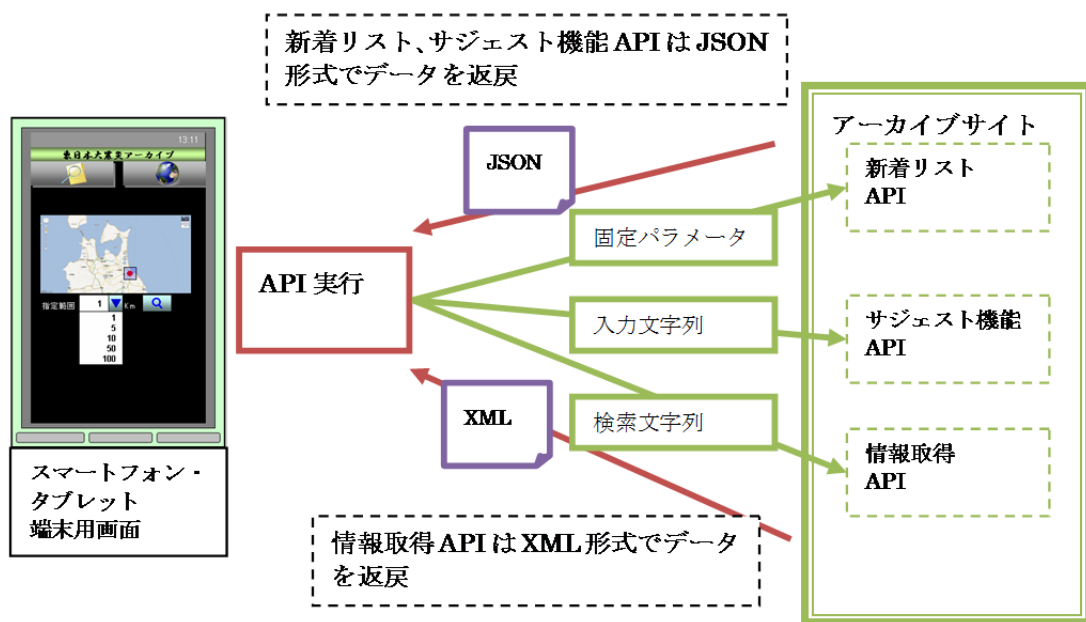 新着リスト、サジェスト機能APIはJSON
形式でデータを返戻
アーカイブサイト
新着リスト
API
サジェスト機能
API
情報取得
API
JSON
固定パラメータ
API 実行
入力文字列
XML
検索文字列
13:11
東日本大震災アーカイブ
指定範囲 1 Km
1
5
10
50
100
スマートフォン・
タブレット
端末用画面
情報取得APIはXML形式でデータ
を返戻